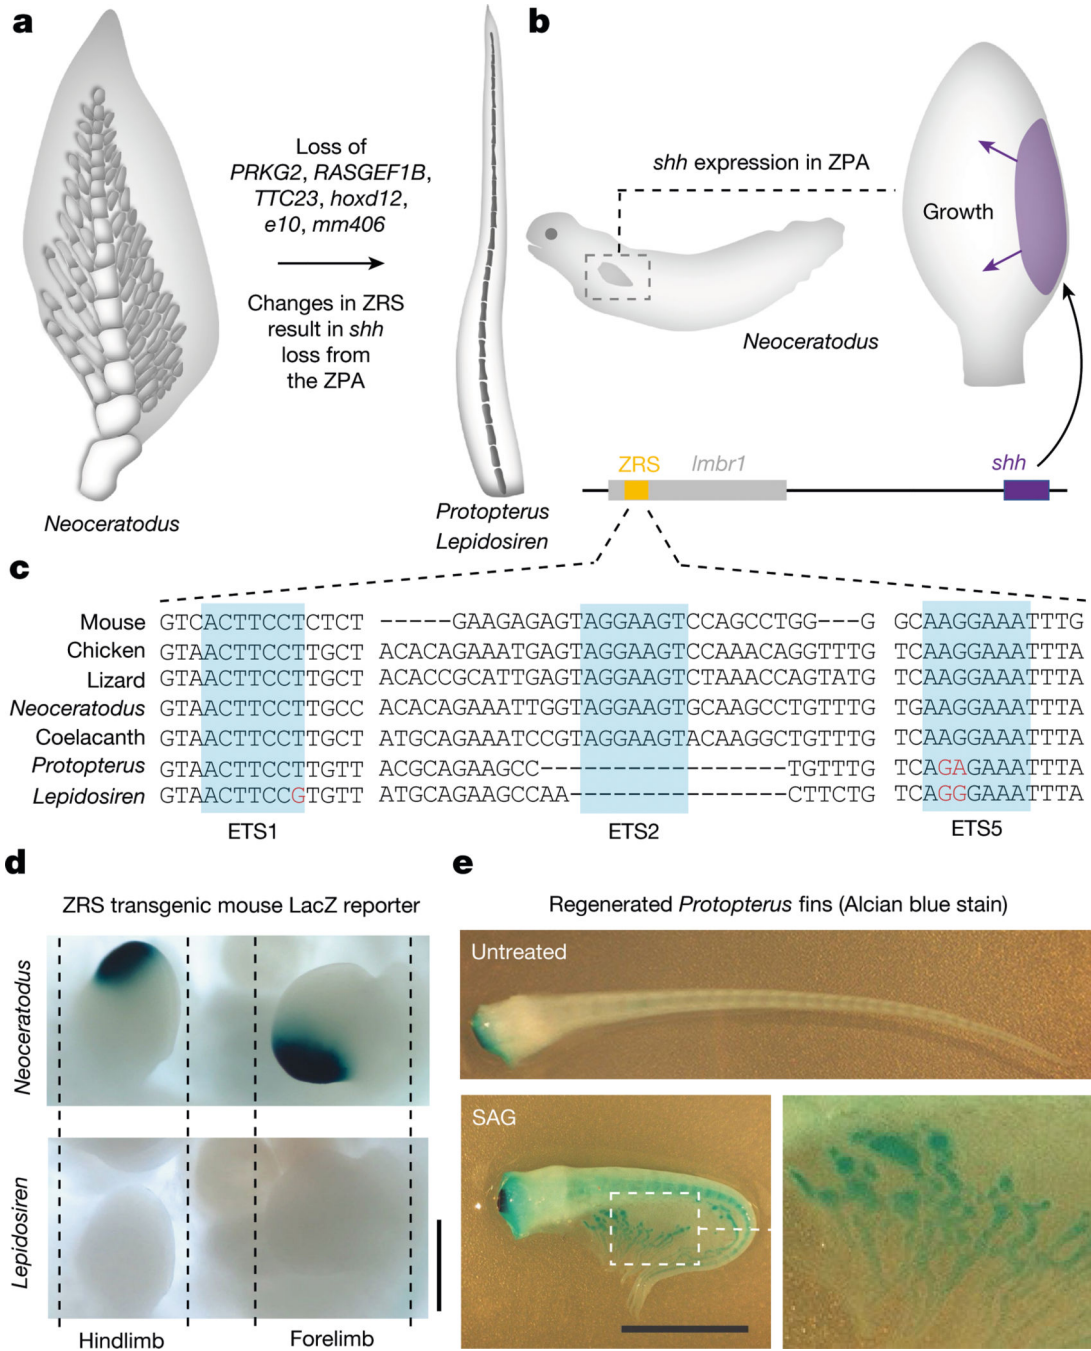 a
Loss of
PRKG2, RASGEF1B,
TTC23, hoxd12,
e10, mm406
Changes in ZRS
result in shh
loss from
the ZPA
Neoceratodus
Protopterus
Lepidosiren
b
shh expression in ZPA
Growth
Neoceratodus
ZRS lmbr1 shh
c
Mouse GTCACTTCCTCTCT -----GAAGAGAGTAGGAAGTCCAGCCTGG---G GCAAGGAAATTTG
Chicken GTAACTTCCTTGCT ACACAGAAATGAGTAGGAAGTCCAAACAGGTTTG TCAAGGAAATTTA
Lizard GTAACTTCCTTGCT ACACCGCATTGAGTAGGAAGTCTAAACCAGTATG TCAAGGAAATTTA
Neoceratodus GTAACTTCCTTGCC ACACAGAAATTGGTAGGAAGTGCAAGCCTGTTTG TGAAGGAAATTTA
Coelacanth GTAACTTCCTTGCT ATGCAGAAATCCGTAGGAAGTACAAGGCTGTTTG TCAAGGAAATTTA
Protopterus GTAACTTCCTTGTT ACGCAGAAGCC-----------------TGTTTG TCAGAGAAATTTA
Lepidosiren GTAACTTCCGTGTT ATGCAGAAGCCAA---------------CTTCTG TCAGGGAAATTTA
ETS1 ETS2 ETS5
d
ZRS transgenic mouse LacZ reporter
Neoceratodus
Lepidosiren
Hindlimb Forelimb
e
Regenerated Protopterus fins (Alcian blue stain)
Untreated
SAG